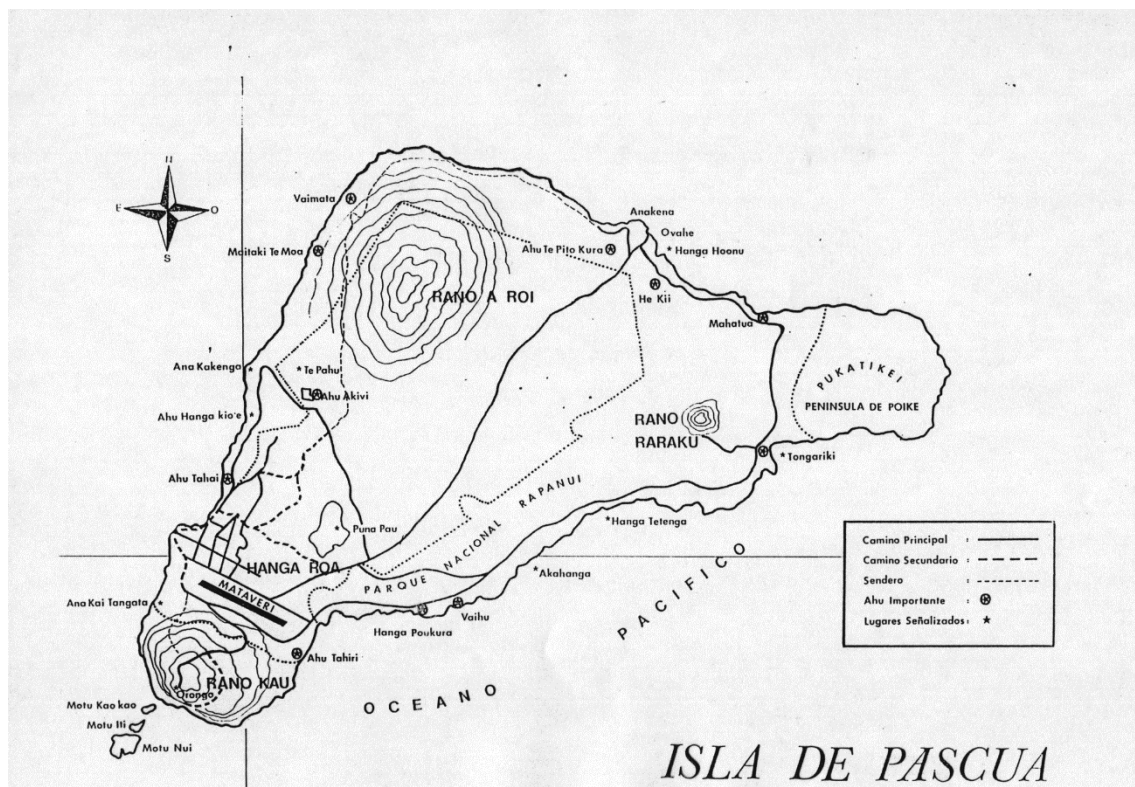 N
E
O
S
Vaimata
Maitaki Te Moa
RANO A ROI
Anakena
Ovahe
Ahu Te Pito Kura
Hanga Hoonu
He Kii
Mahatua
PUKATIKEI
PENINSULA DE POIKE
Ana Kakenga
Te Pahu
Ahu Akivi
Ahu Hanga kio'e
RANO
RARAKU
Tongariki
Ahu Tahai
Puna Pau
Hanga Tetenga
HANGA ROA
PARQUE NACIONAL RAPANUI
Akahanga
MATAVERI
Ana Kai Tangata
Vaihu
Hanga Poukura
Ahu Tahiri
RANO KAU
Orongo
Motu Kao kao
Motu Iti
Motu Nui
OCEANO PACIFICO
Camino Principal :
Camino Secundario :
Sendero :
Ahu Importante :
Lugares Señalizados :
ISLA DE PASCUA